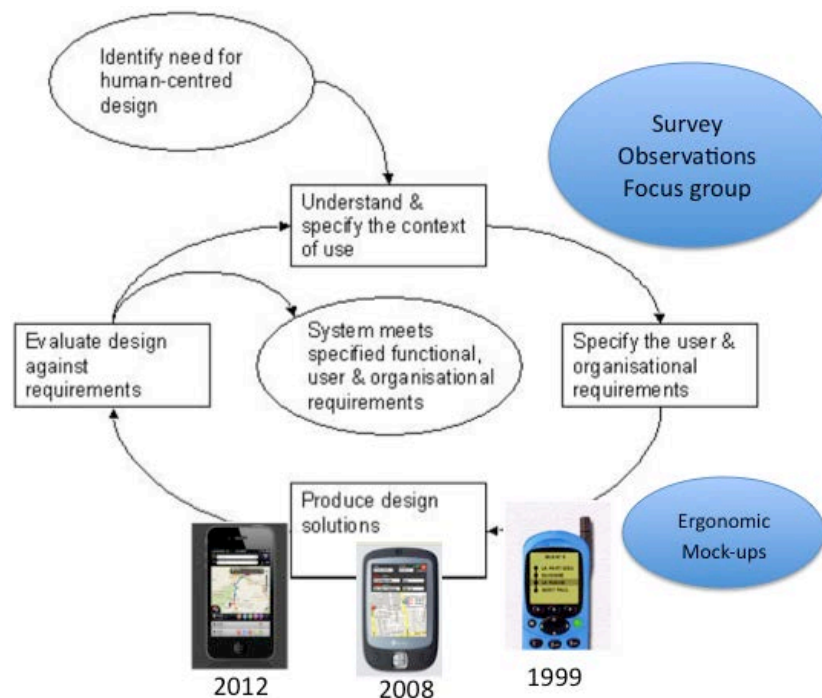 Identify need for
human-centred
design
Survey
Observations
Focus group
Understand &
specify the context
of use
Evaluate design
against
requirements
System meets
specified functional,
user & organisational
requirements
Specify the user &
organisational
requirements
Produce design
solutions
Ergonomic
Mock-ups
2012
2008
1999